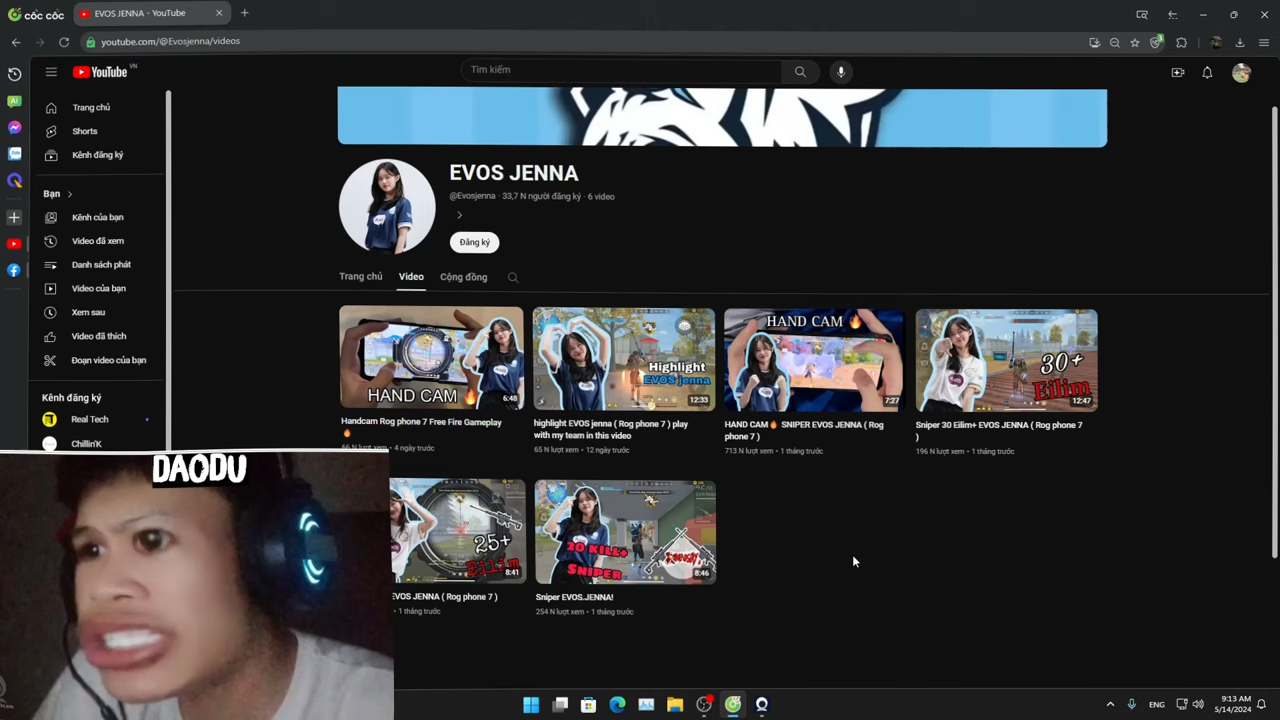 cốc cốc
EVOS JENNA - YouTube
youtube.com/@Evosjenna/videos
YouTube VN
Tìm kiếm
Trang chủ
Shorts
Kênh đăng ký
Bạn
Kênh của bạn
Video đã xem
Danh sách phát
Video của bạn
Xem sau
Video đã thích
Đoạn video của bạn
Kênh đăng ký
Real Tech
Chillin'K
EVOS JENNA
@Evosjenna · 33,7 N người đăng ký · 6 video
Đăng ký
Trang chủ
Video
Cộng đồng
HAND CAM
6:48
Handcam Rog phone 7 Free Fire Gameplay
66 N lượt xem • 4 ngày trước
Highlight
EVOS jenna
12:33
highlight EVOS jenna ( Rog phone 7 ) play
with my team in this video
65 N lượt xem • 12 ngày trước
HAND CAM
7:27
HAND CAM SNIPER EVOS JENNA ( Rog
phone 7 )
713 N lượt xem • 1 tháng trước
30+
Eilim
12:47
Sniper 30 Eilim+ EVOS JENNA ( Rog phone 7
)
196 N lượt xem • 1 tháng trước
25+
Eilim
8:41
EVOS JENNA ( Rog phone 7 )
• 1 tháng trước
20 KILL+
SNIPER
8:46
Sniper EVOS.JENNA!
254 N lượt xem • 1 tháng trước
DAODU
ENG
9:13 AM
5/14/2024